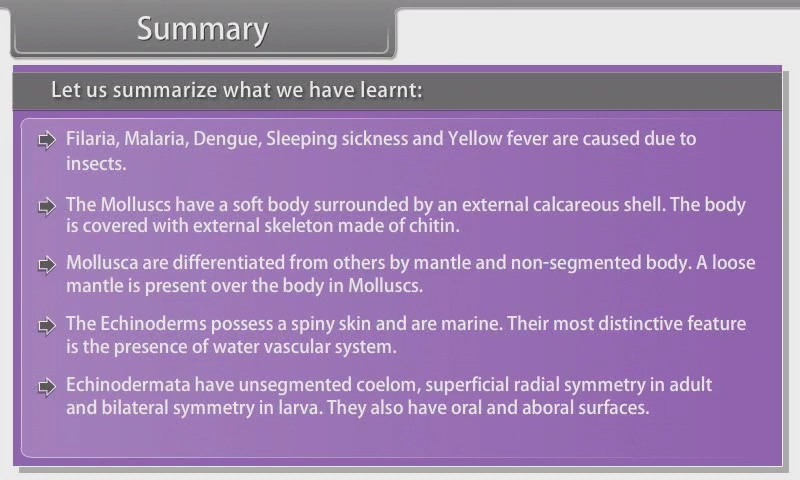 Summary
Let us summarize what we have learnt:
Filaria, Malaria, Dengue, Sleeping sickness and Yellow fever are caused due to
insects.
The Molluscs have a soft body surrounded by an external calcareous shell. The body
is covered with external skeleton made of chitin.
Mollusca are differentiated from others by mantle and non-segmented body. A loose
mantle is present over the body in Molluscs.
The Echinoderms possess a spiny skin and are marine. Their most distinctive feature
is the presence of water vascular system.
Echinodermata have unsegmented coelom, superficial radial symmetry in adult
and bilateral symmetry in larva. They also have oral and aboral surfaces.